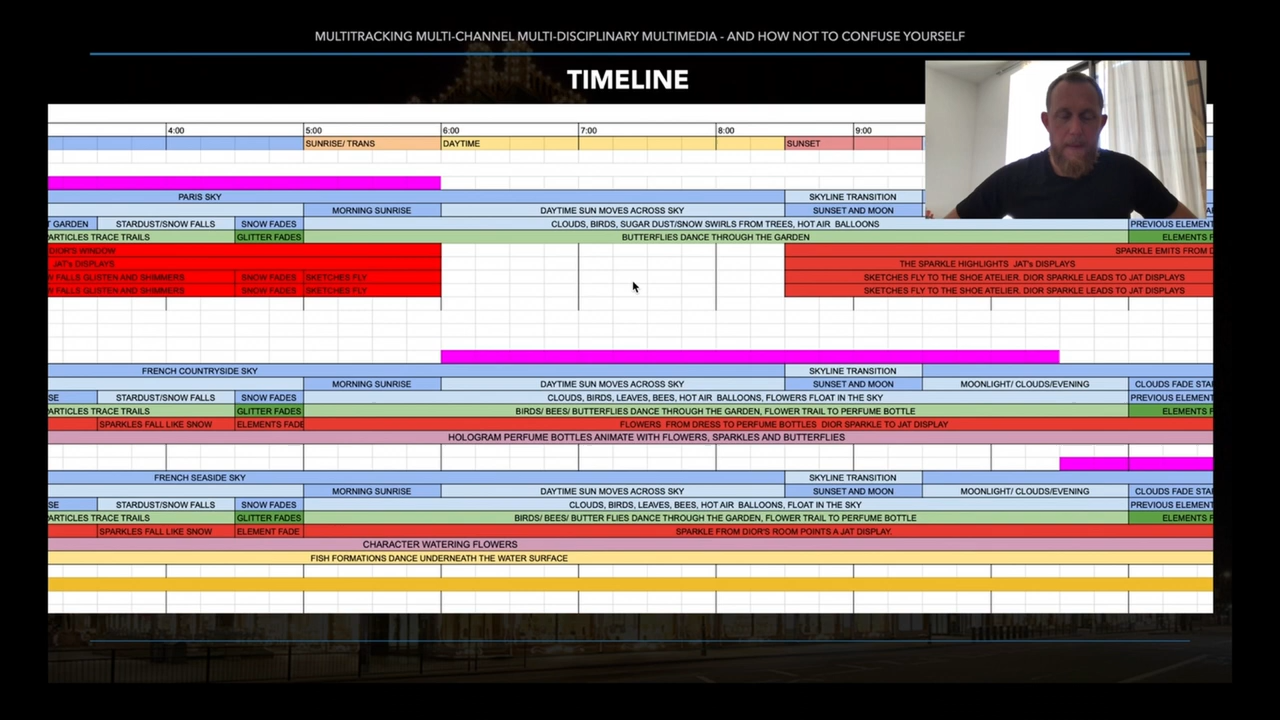 MULTITRACKING MULTI-CHANNEL MULTI-DISCIPLINARY MULTIMEDIA - AND HOW NOT TO CONFUSE YOURSELF
TIMELINE
4:00 5:00 6:00 7:00 8:00 9:00
SUNRISE/ TRANS DAYTIME SUNSET
PARIS SKY SKYLINE TRANSITION
MORNING SUNRISE DAYTIME SUN MOVES ACROSS SKY SUNSET AND MOON
GARDEN STARDUST/SNOW FALLS SNOW FADES CLOUDS, BIRDS, SUGAR DUST/SNOW SWIRLS FROM TREES, HOT AIR BALLOONS PREVIOUS ELEMENT
ARTICLES TRACE TRAILS GLITTER FADES BUTTERFLIES DANCE THROUGH THE GARDEN ELEMENTS F
DIOR'S WINDOW SPARKLE EMITS FROM D
JAT's DISPLAYS THE SPARKLE HIGHLIGHTS JAT's DISPLAYS
W FALLS GLISTEN AND SHIMMERS SNOW FADES SKETCHES FLY SKETCHES FLY TO THE SHOE ATELIER. DIOR SPARKLE LEADS TO JAT DISPLAYS
W FALLS GLISTEN AND SHIMMERS SNOW FADES SKETCHES FLY SKETCHES FLY TO THE SHOE ATELIER. DIOR SPARKLE LEADS TO JAT DISPLAYS
FRENCH COUNTRYSIDE SKY SKYLINE TRANSITION
MORNING SUNRISE DAYTIME SUN MOVES ACROSS SKY SUNSET AND MOON MOONLIGHT/ CLOUDS/EVENING CLOUDS FADE STA
SE STARDUST/SNOW FALLS SNOW FADES CLOUDS, BIRDS, LEAVES, BEES, HOT AIR BALLOONS, FLOWERS FLOAT IN THE SKY PREVIOUS ELEMENT
ARTICLES TRACE TRAILS GLITTER FADES BIRDS/ BEES/ BUTTERFLIES DANCE THROUGH THE GARDEN, FLOWER TRAIL TO PERFUME BOTTLE ELEMENTS F
SPARKLES FALL LIKE SNOW ELEMENTS FADE FLOWERS FROM DRESS TO PERFUME BOTTLES DIOR SPARKLE TO JAT DISPLAY
HOLOGRAM PERFUME BOTTLES ANIMATE WITH FLOWERS, SPARKLES AND BUTTERFLIES
FRENCH SEASIDE SKY SKYLINE TRANSITION
MORNING SUNRISE DAYTIME SUN MOVES ACROSS SKY SUNSET AND MOON MOONLIGHT/ CLOUDS/EVENING CLOUDS FADE STA
SE STARDUST/SNOW FALLS SNOW FADES CLOUDS, BIRDS, LEAVES, BEES, HOT AIR BALLOONS, FLOAT IN THE SKY PREVIOUS ELEMENT
ARTICLES TRACE TRAILS GLITTER FADES BIRDS/ BEES/ BUTTER FLIES DANCE THROUGH THE GARDEN, FLOWER TRAIL TO PERFUME BOTTLE ELEMENTS F
SPARKLES FALL LIKE SNOW ELEMENT FADE SPARKLE FROM DIOR'S ROOM POINTS A JAT DISPLAY.
CHARACTER WATERING FLOWERS
FISH FORMATIONS DANCE UNDERNEATH THE WATER SURFACE